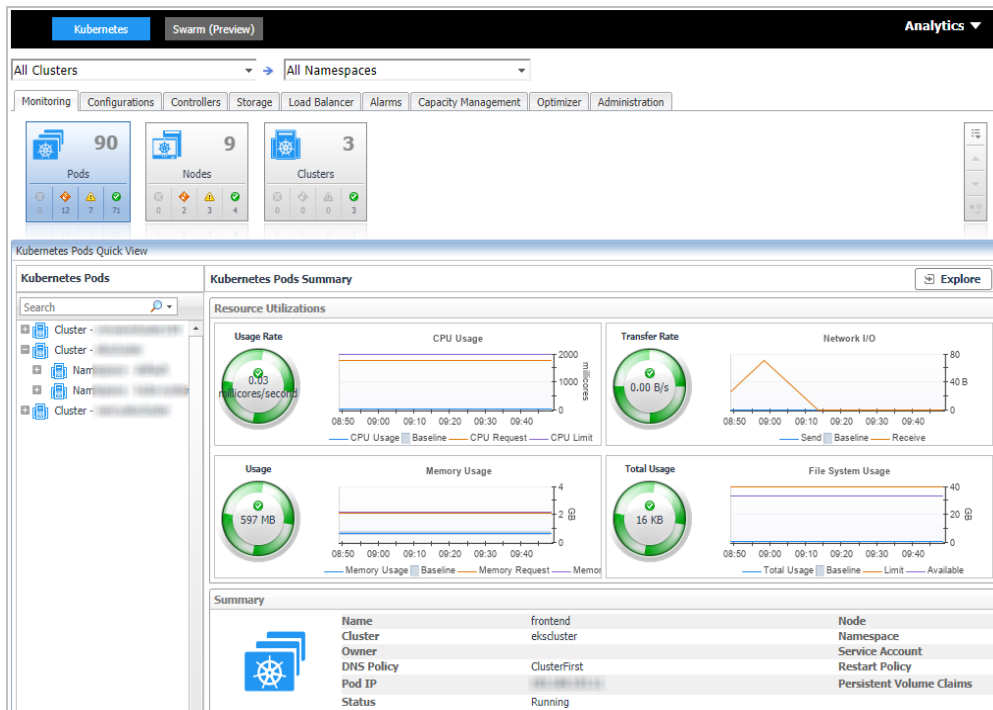 Kubernetes Swarm (Preview) Analytics
All Clusters All Namespaces
Monitoring Configurations Controllers Storage Load Balancer Alarms Capacity Management Optimizer Administration
90 9 3
Pods Nodes Clusters
0 12 7 71 0 2 3 4 0 0 0 3
Kubernetes Pods Quick View
Kubernetes Pods Kubernetes Pods Summary Explore
Search
Resource Utilizations
Cluster -
Cluster -
Nam
Nam
Cluster -
Usage Rate CPU Usage
0.03
millicores/second
2000
1000
0
millicores
08:50 09:00 09:10 09:20 09:30 09:40
CPU Usage Baseline CPU Request CPU Limit
Transfer Rate Network I/O
0.00 B/s
80
40 B
0
08:50 09:00 09:10 09:20 09:30 09:40
Send Baseline Receive
Usage Memory Usage
597 MB
4
2
0
GB
08:50 09:00 09:10 09:20 09:30 09:40
Memory Usage Baseline Memory Request Memor
Total Usage File System Usage
16 KB
40
20
0
GB
08:50 09:00 09:10 09:20 09:30 09:40
Total Usage Baseline Limit Available
Summary
Name frontend Node
Cluster ekscluster Namespace
Owner Service Account
DNS Policy ClusterFirst Restart Policy
Pod IP Persistent Volume Claims
Status Running